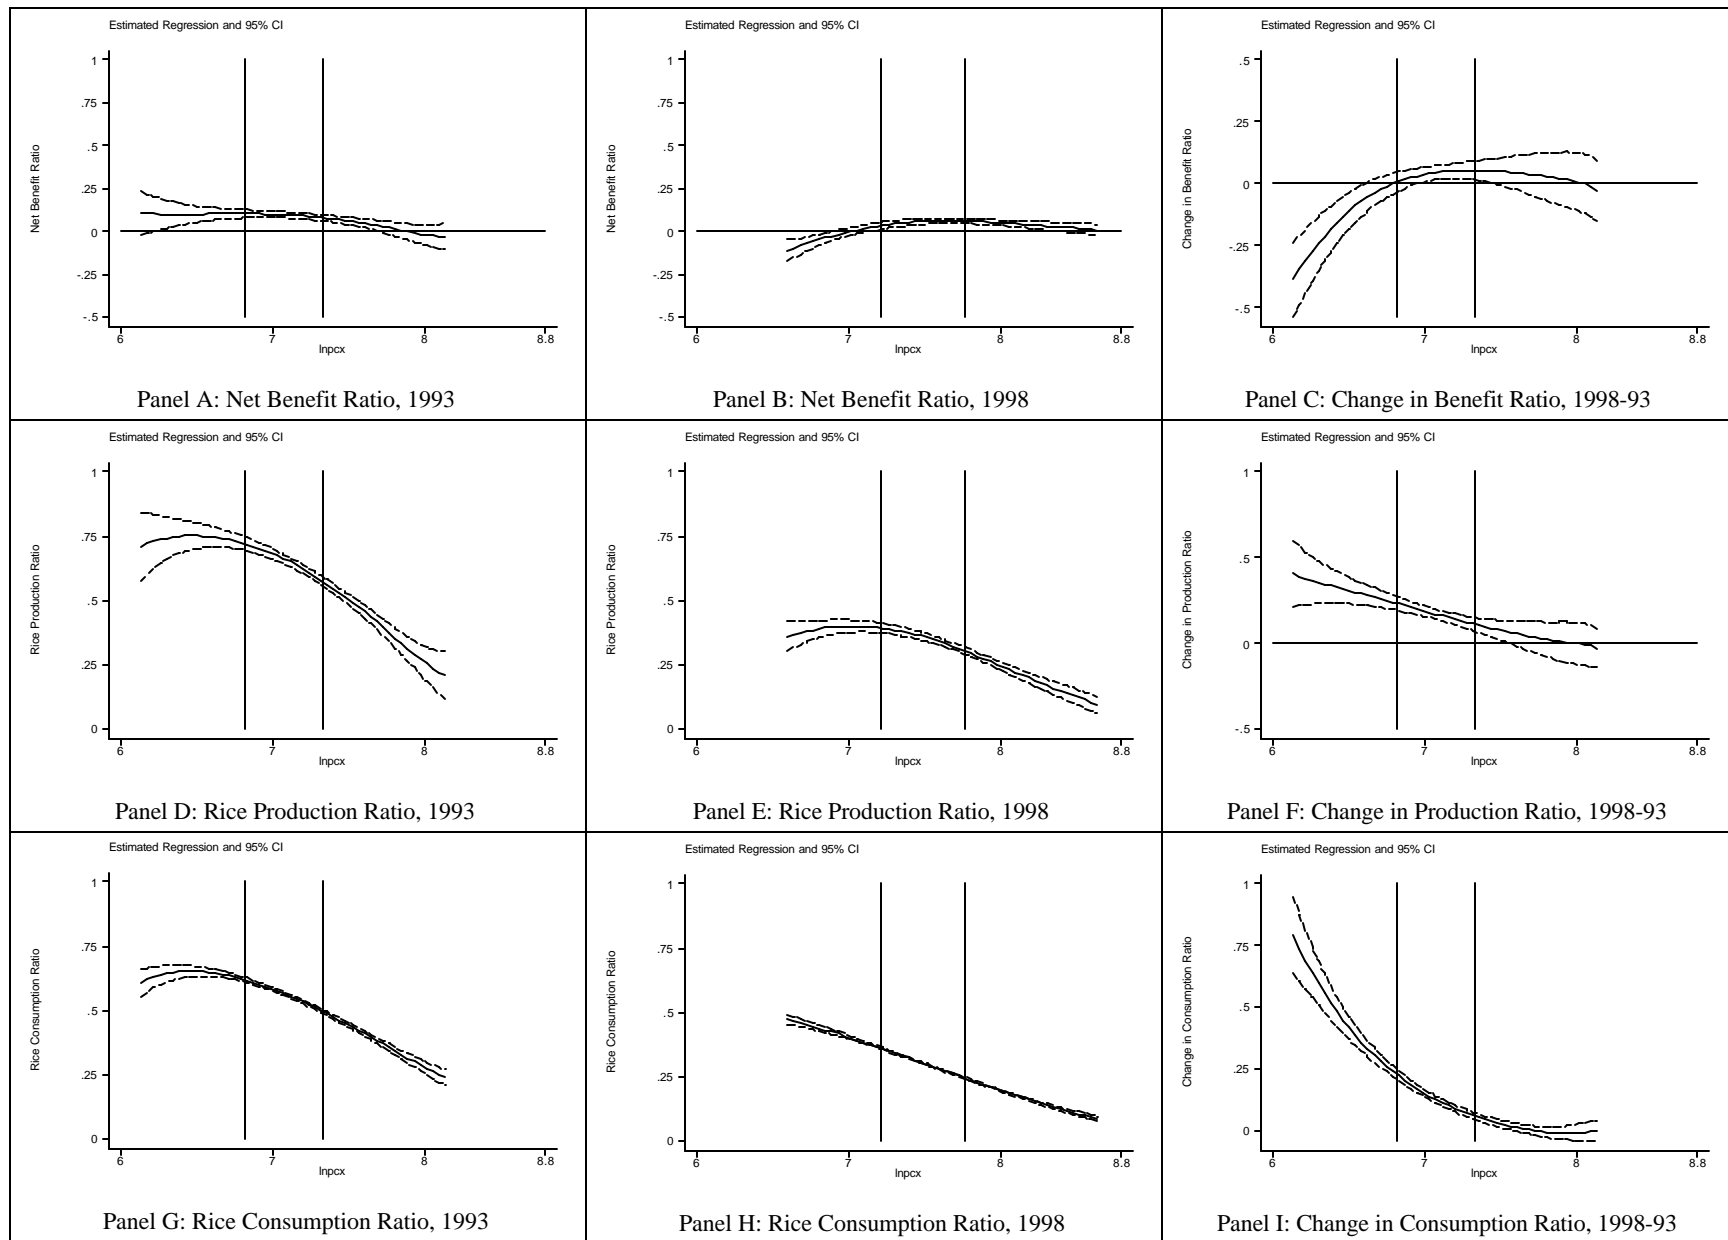 Estimated Regression and 95% CI
Net Benefit Ratio
1
.75
.5
.25
0
-.25
-.5
6
7
8
8.8
lnpcx
Panel A: Net Benefit Ratio, 1993
Estimated Regression and 95% CI
Net Benefit Ratio
1
.75
.5
.25
0
-.25
-.5
6
7
8
8.8
lnpcx
Panel B: Net Benefit Ratio, 1998
Estimated Regression and 95% CI
Change in Benefit Ratio
.5
.25
0
-.25
-.5
6
7
8
8.8
lnpcx
Panel C: Change in Benefit Ratio, 1998-93
Estimated Regression and 95% CI
Rice Production Ratio
1
.75
.5
.25
0
6
7
8
8.8
lnpcx
Panel D: Rice Production Ratio, 1993
Estimated Regression and 95% CI
Rice Production Ratio
1
.75
.5
.25
0
6
7
8
8.8
lnpcx
Panel E: Rice Production Ratio, 1998
Estimated Regression and 95% CI
Change in Production Ratio
1
.5
0
-.5
6
7
8
8.8
lnpcx
Panel F: Change in Production Ratio, 1998-93
Estimated Regression and 95% CI
Rice Consumption Ratio
1
.75
.5
.25
0
6
7
8
8.8
lnpcx
Panel G: Rice Consumption Ratio, 1993
Estimated Regression and 95% CI
Rice Consumption Ratio
1
.75
.5
.25
0
6
7
8
8.8
lnpcx
Panel H: Rice Consumption Ratio, 1998
Estimated Regression and 95% CI
Change in Consumption Ratio
1
.75
.5
.25
0
6
7
8
8.8
lnpcx
Panel I: Change in Consumption Ratio, 1998-93